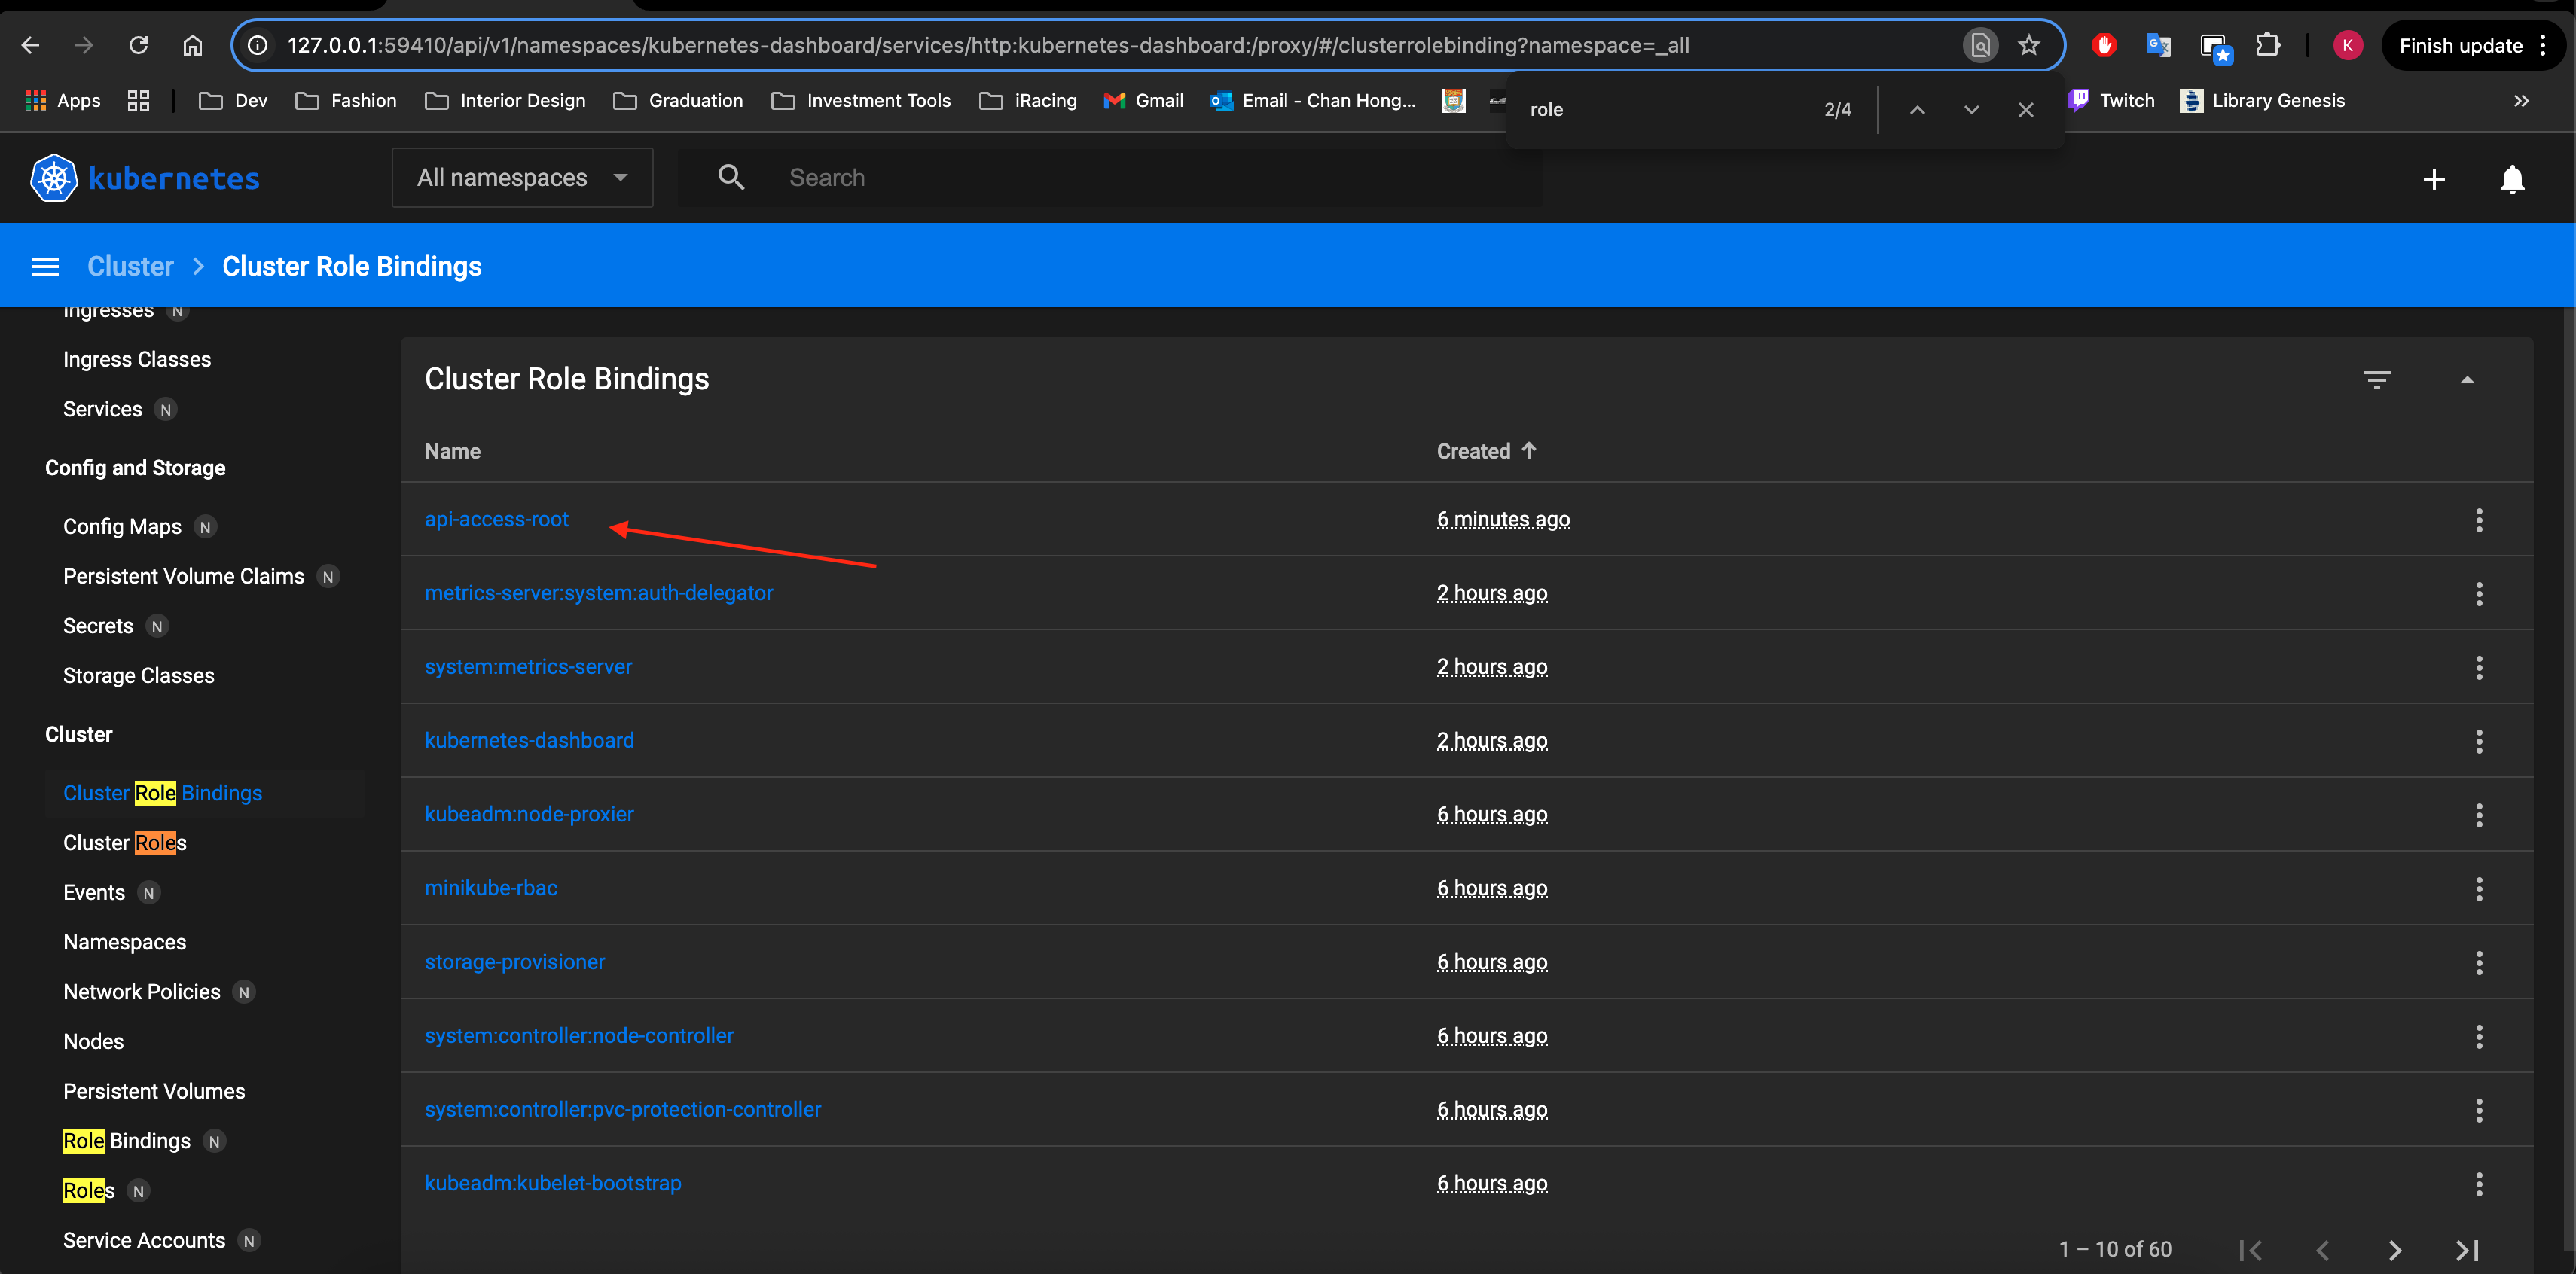 127.0.0.1:59410/api/v1/namespaces/kubernetes-dashboard/services/http:kubernetes-dashboard:/proxy/#/clusterrolebinding?namespace=_all
K
Finish update
Apps
Dev
Fashion
Interior Design
Graduation
Investment Tools
iRacing
Gmail
Email - Chan Hong...
role
2/4
Twitch
Library Genesis
kubernetes
All namespaces
Search
Cluster
Cluster Role Bindings
Ingresses N
Ingress Classes
Services N
Config and Storage
Config Maps N
Persistent Volume Claims N
Secrets N
Storage Classes
Cluster
Cluster Role Bindings
Cluster Roles
Events N
Namespaces
Network Policies N
Nodes
Persistent Volumes
Role Bindings N
Roles N
Service Accounts N
Cluster Role Bindings
Name Created
api-access-root 6 minutes ago
metrics-server:system:auth-delegator 2 hours ago
system:metrics-server 2 hours ago
kubernetes-dashboard 2 hours ago
kubeadm:node-proxier 6 hours ago
minikube-rbac 6 hours ago
storage-provisioner 6 hours ago
system:controller:node-controller 6 hours ago
system:controller:pvc-protection-controller 6 hours ago
kubeadm:kubelet-bootstrap 6 hours ago
1 – 10 of 60